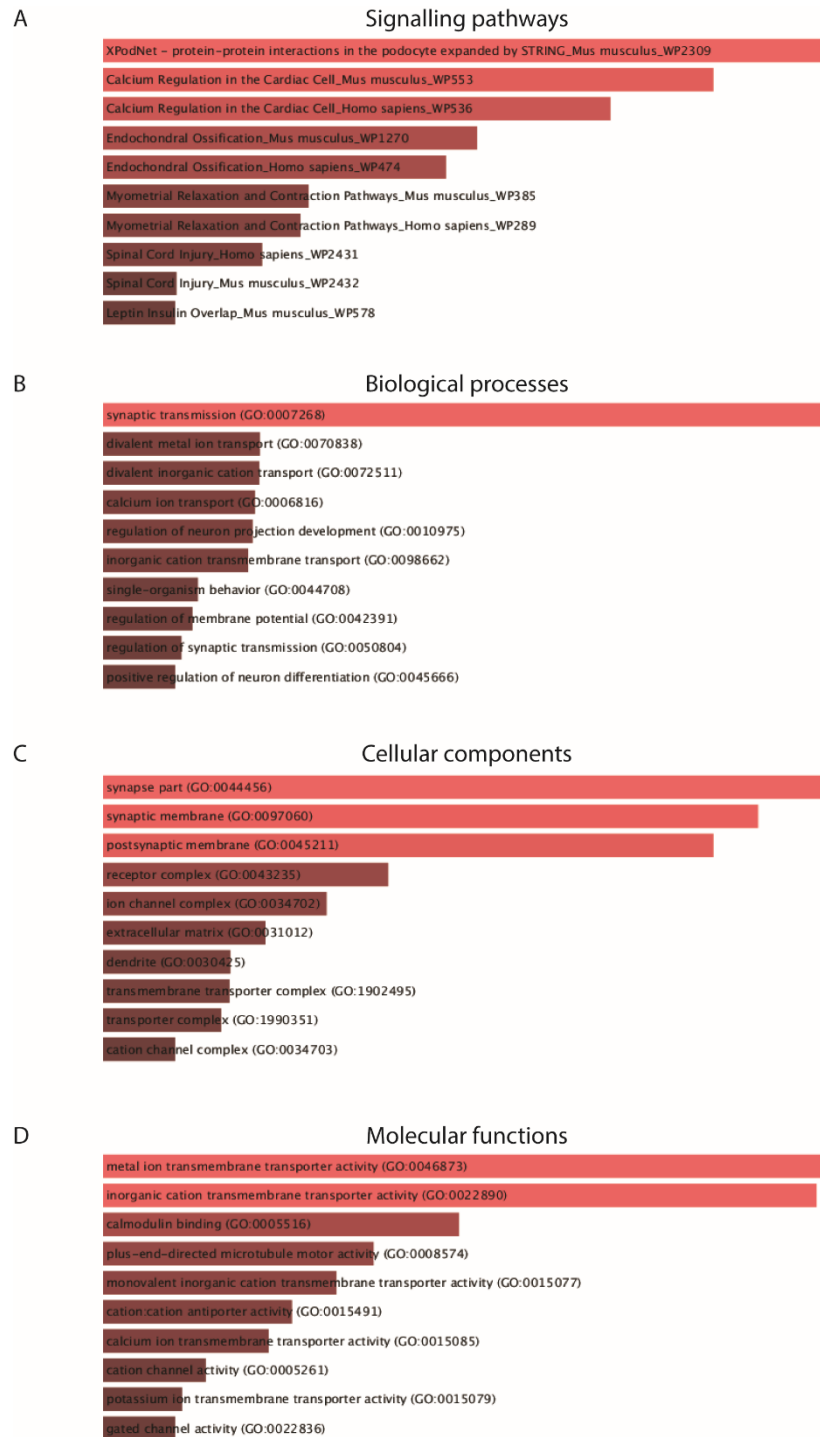 A
Signalling pathways
XPodNet - protein-protein interactions in the podocyte expanded by STRING_Mus musculus_WP2309
Calcium Regulation in the Cardiac Cell_Mus musculus_WP553
Calcium Regulation in the Cardiac Cell_Homo sapiens_WP536
Endochondral Ossification_Mus musculus_WP1270
Endochondral Ossification_Homo sapiens_WP474
Myometrial Relaxation and Contraction Pathways_Mus musculus_WP385
Myometrial Relaxation and Contraction Pathways_Homo sapiens_WP289
Spinal Cord Injury_Homo sapiens_WP2431
Spinal Cord Injury_Mus musculus_WP2432
Leptin Insulin Overlap_Mus musculus_WP578
B
Biological processes
synaptic transmission (GO:0007268)
divalent metal ion transport (GO:0070838)
divalent inorganic cation transport (GO:0072511)
calcium ion transport (GO:0006816)
regulation of neuron projection development (GO:0010975)
inorganic cation transmembrane transport (GO:0098662)
single-organism behavior (GO:0044708)
regulation of membrane potential (GO:0042391)
regulation of synaptic transmission (GO:0050804)
positive regulation of neuron differentiation (GO:0045666)
C
Cellular components
synapse part (GO:0044456)
synaptic membrane (GO:0097060)
postsynaptic membrane (GO:0045211)
receptor complex (GO:0043235)
ion channel complex (GO:0034702)
extracellular matrix (GO:0031012)
dendrite (GO:0030425)
transmembrane transporter complex (GO:1902495)
transporter complex (GO:1990351)
cation channel complex (GO:0034703)
D
Molecular functions
metal ion transmembrane transporter activity (GO:0046873)
inorganic cation transmembrane transporter activity (GO:0022890)
calmodulin binding (GO:0005516)
plus-end-directed microtubule motor activity (GO:0008574)
monovalent inorganic cation transmembrane transporter activity (GO:0015077)
cation:cation antiporter activity (GO:0015491)
calcium ion transmembrane transporter activity (GO:0015085)
cation channel activity (GO:0005261)
potassium ion transmembrane transporter activity (GO:0015079)
gated channel activity (GO:0022836)